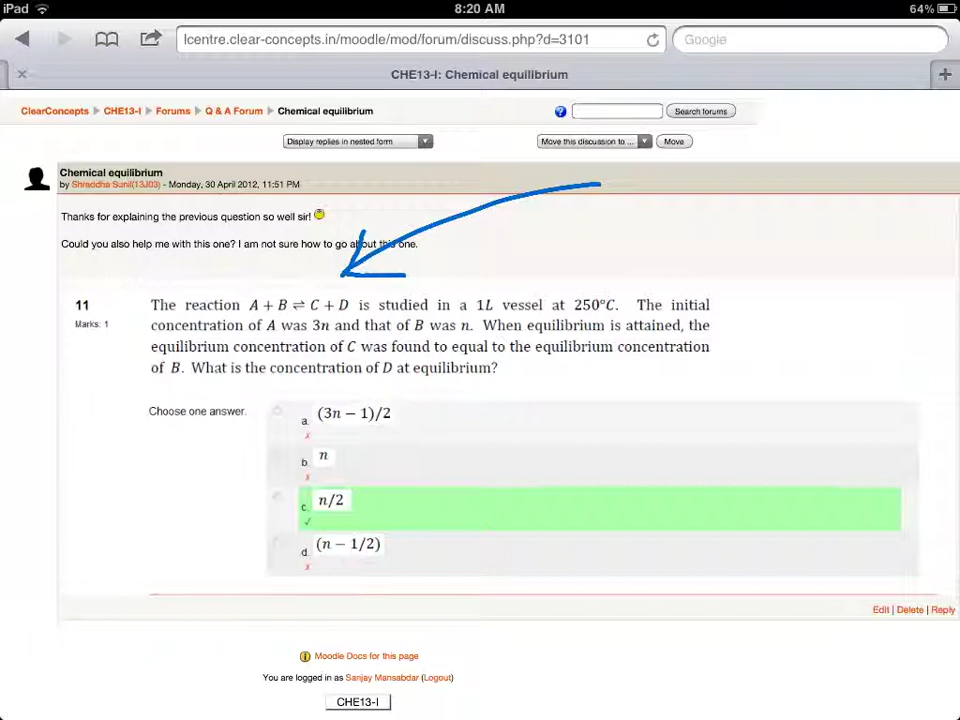 iPad 8:20 AM 64%
lcentre.clear-concepts.in/moodle/mod/forum/discuss.php?d=3101 Google
CHE13-I: Chemical equilibrium
ClearConcepts CHE13-I Forums Q & A Forum Chemical equilibrium ? Search forums
Display replies in nested form Move this discussion to ... Move
Chemical equilibrium
by Shraddha Sunil(13J03) - Monday, 30 April 2012, 11:51 PM
Thanks for explaining the previous question so well sir!
Could you also help me with this one? I am not sure how to go about this one.
11 The reaction A + B ⇌ C + D is studied in a 1L vessel at 250°C. The initial
Marks: 1 concentration of A was 3n and that of B was n. When equilibrium is attained, the
equilibrium concentration of C was found to equal to the equilibrium concentration
of B. What is the concentration of D at equilibrium?
Choose one answer.
a. (3n − 1)/2
b. n
c. n/2
d. (n − 1/2)
Edit | Delete | Reply
i Moodle Docs for this page
You are logged in as Sanjay Mansabdar (Logout)
CHE13-I